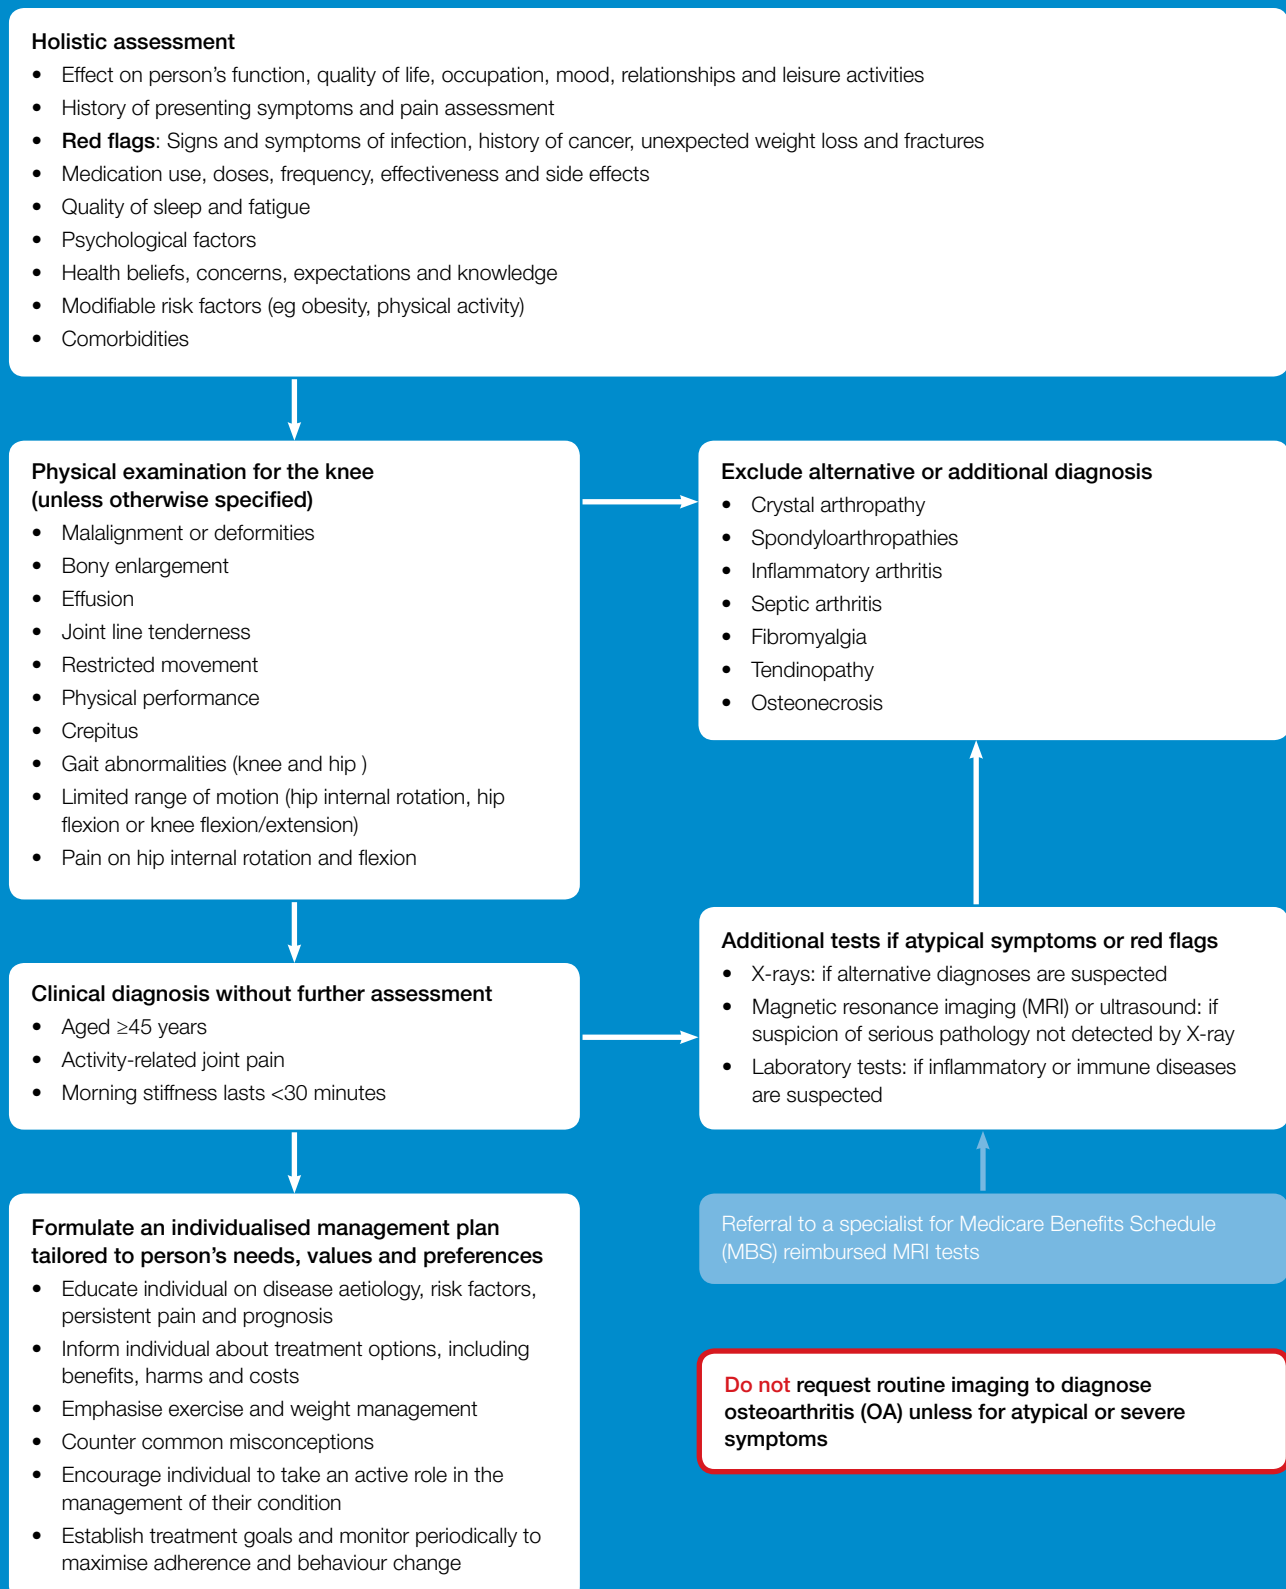 Holistic assessment
• Effect on person's function, quality of life, occupation, mood, relationships and leisure activities
• History of presenting symptoms and pain assessment
• Red flags: Signs and symptoms of infection, history of cancer, unexpected weight loss and fractures
• Medication use, doses, frequency, effectiveness and side effects
• Quality of sleep and fatigue
• Psychological factors
• Health beliefs, concerns, expectations and knowledge
• Modifiable risk factors (eg obesity, physical activity)
• Comorbidities
Physical examination for the knee
(unless otherwise specified)
• Malalignment or deformities
• Bony enlargement
• Effusion
• Joint line tenderness
• Restricted movement
• Physical performance
• Crepitus
• Gait abnormalities (knee and hip )
• Limited range of motion (hip internal rotation, hip
flexion or knee flexion/extension)
• Pain on hip internal rotation and flexion
Exclude alternative or additional diagnosis
• Crystal arthropathy
• Spondyloarthropathies
• Inflammatory arthritis
• Septic arthritis
• Fibromyalgia
• Tendinopathy
• Osteonecrosis
Clinical diagnosis without further assessment
• Aged ≥45 years
• Activity-related joint pain
• Morning stiffness lasts <30 minutes
Additional tests if atypical symptoms or red flags
• X-rays: if alternative diagnoses are suspected
• Magnetic resonance imaging (MRI) or ultrasound: if
suspicion of serious pathology not detected by X-ray
• Laboratory tests: if inflammatory or immune diseases
are suspected
Formulate an individualised management plan
tailored to person's needs, values and preferences
• Educate individual on disease aetiology, risk factors,
persistent pain and prognosis
• Inform individual about treatment options, including
benefits, harms and costs
• Emphasise exercise and weight management
• Counter common misconceptions
• Encourage individual to take an active role in the
management of their condition
• Establish treatment goals and monitor periodically to
maximise adherence and behaviour change
Referral to a specialist for Medicare Benefits Schedule
(MBS) reimbursed MRI tests
Do not request routine imaging to diagnose
osteoarthritis (OA) unless for atypical or severe
symptoms